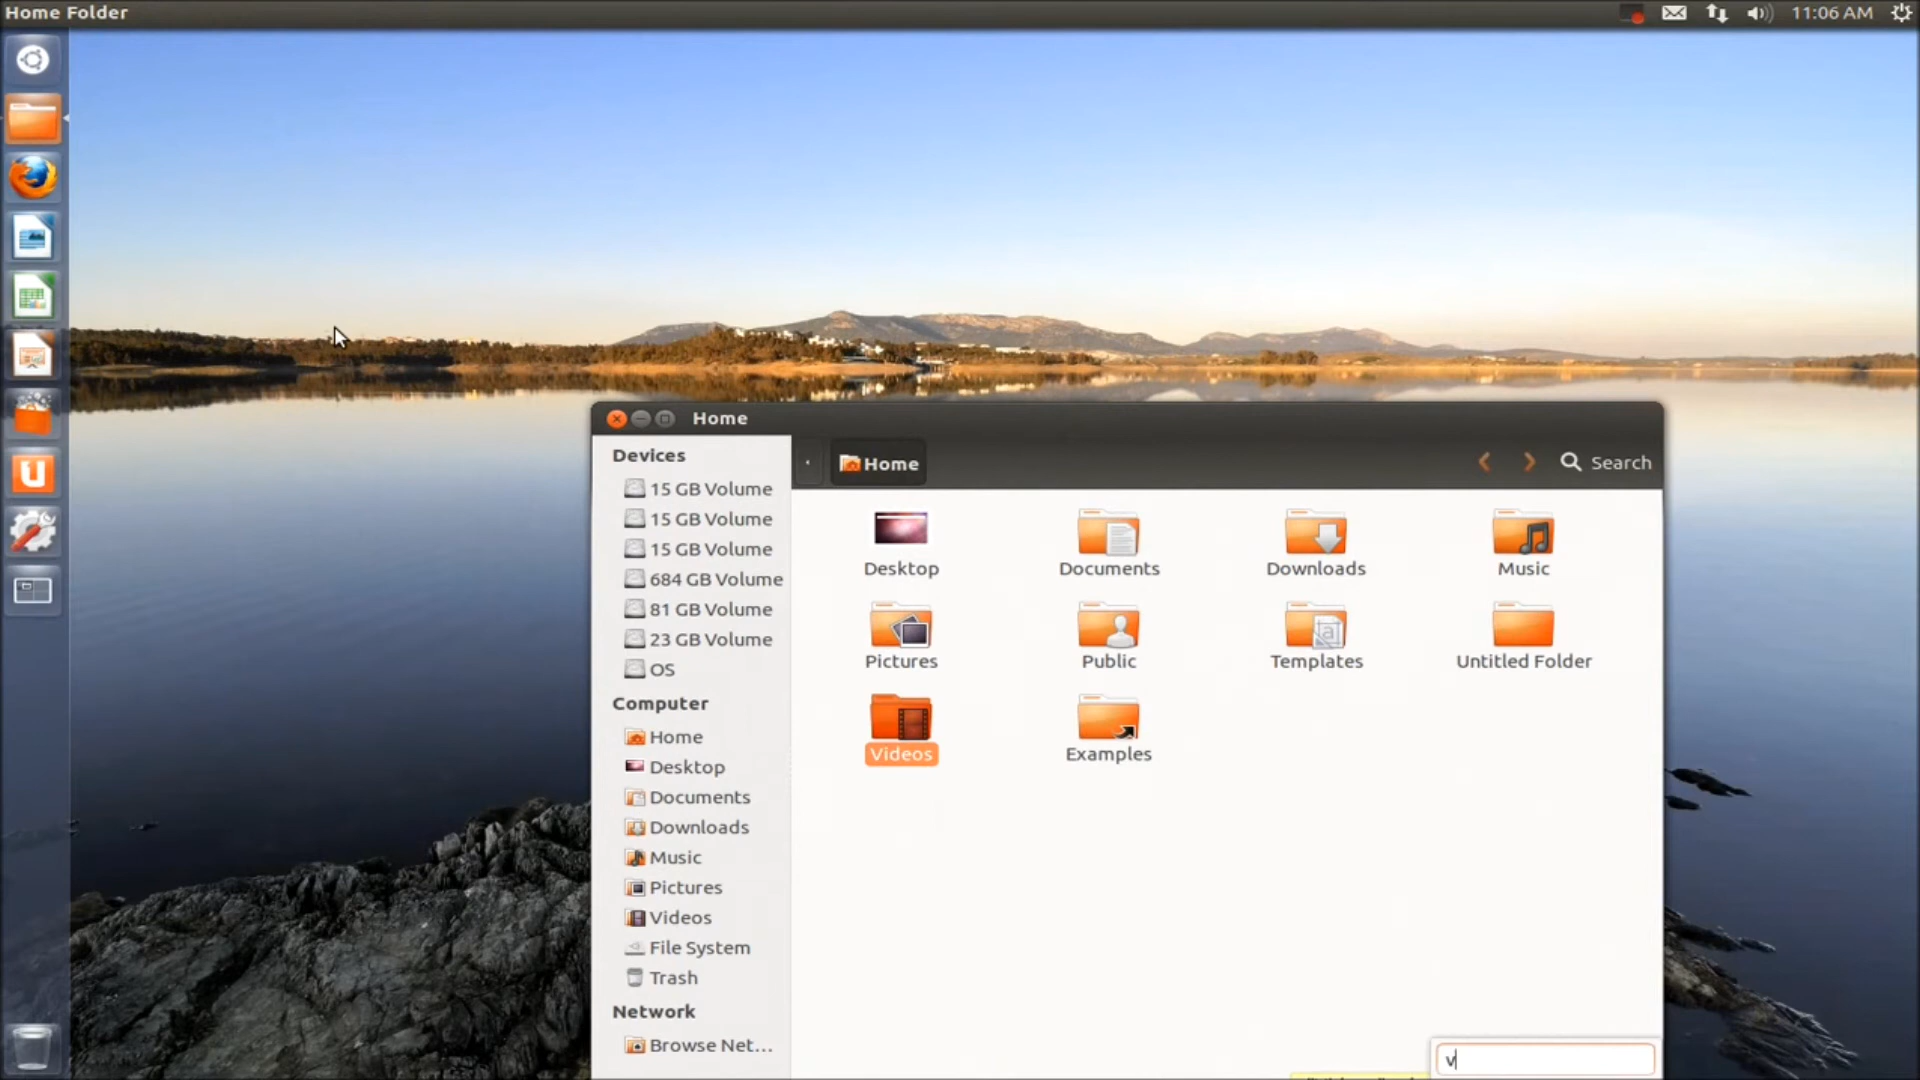 Home Folder
11:06 AM
Home
Devices
15 GB Volume
15 GB Volume
15 GB Volume
684 GB Volume
81 GB Volume
23 GB Volume
OS
Computer
Home
Desktop
Documents
Downloads
Music
Pictures
Videos
File System
Trash
Network
Browse Net...
Home
Search
Desktop
Documents
Downloads
Music
Pictures
Public
Templates
Untitled Folder
Videos
Examples
v